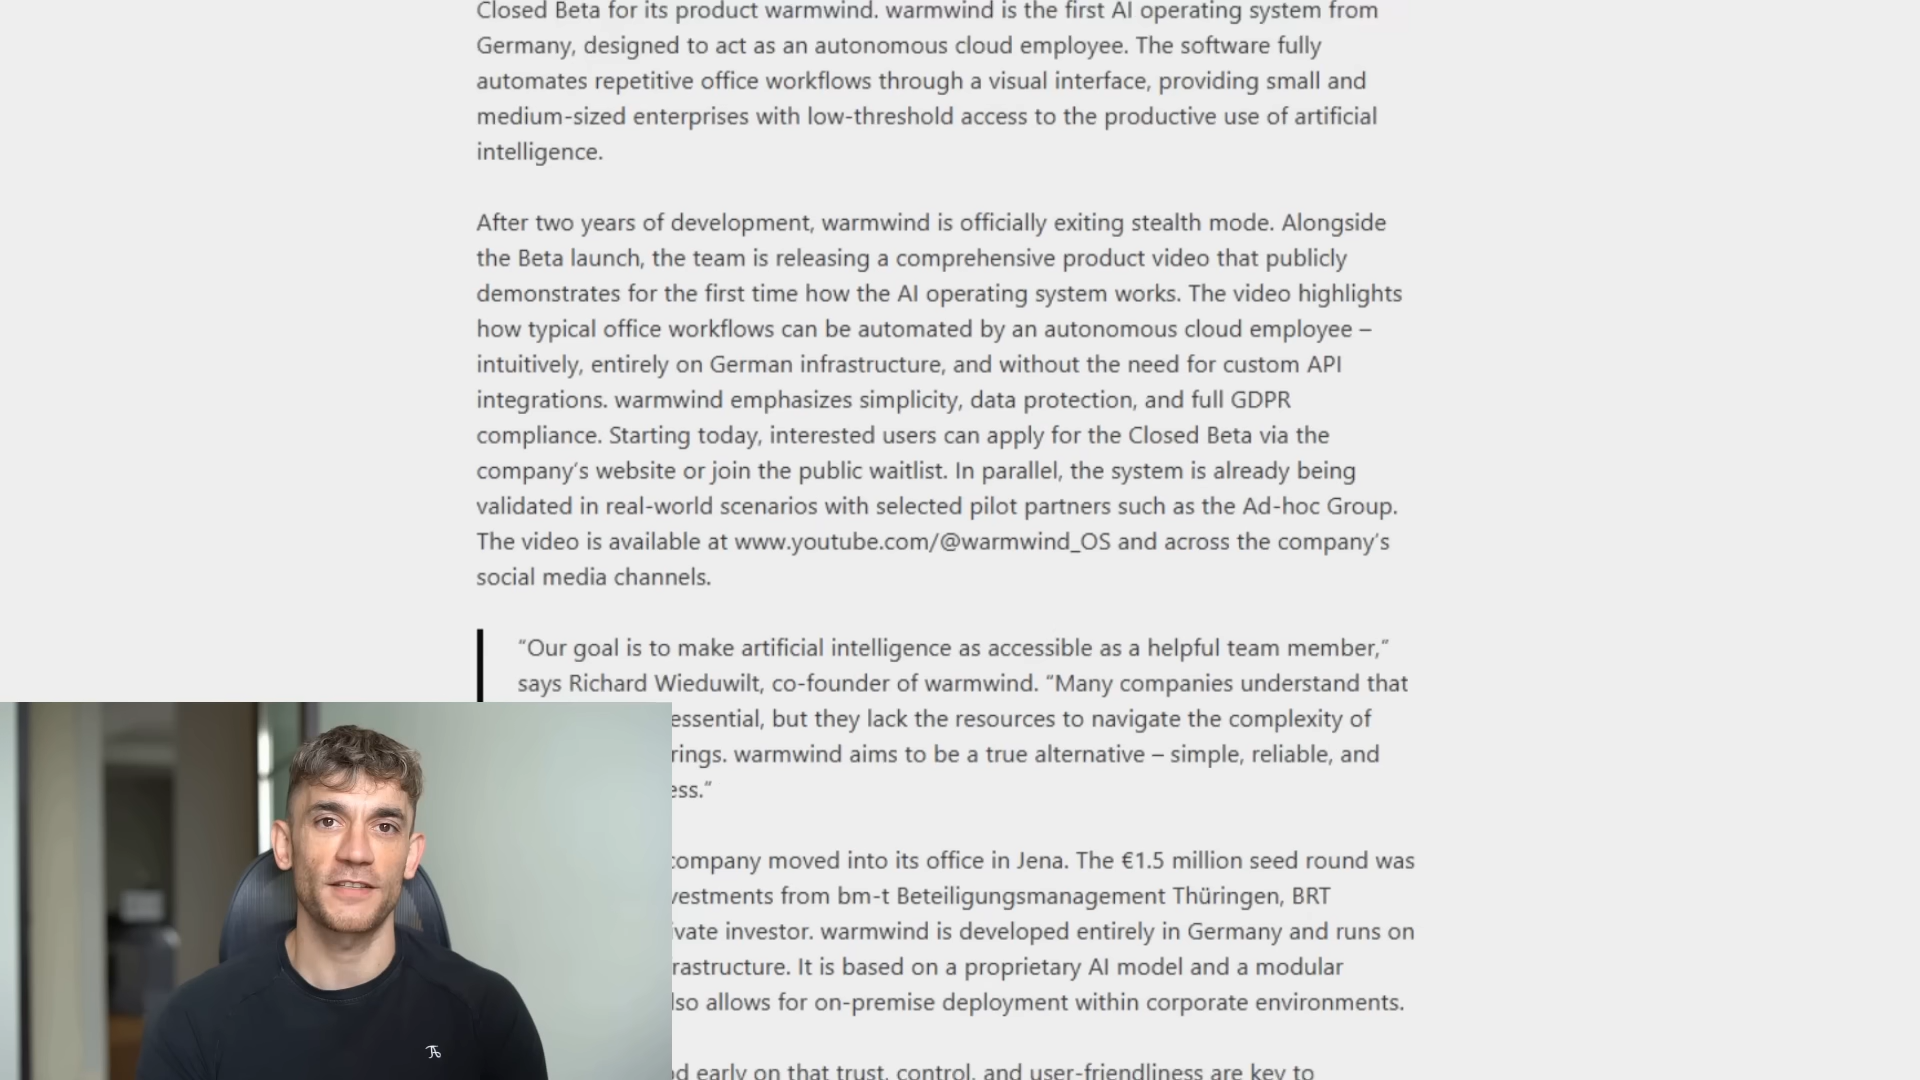 Closed Beta for its product warmwind. warmwind is the first AI operating system from
Germany, designed to act as an autonomous cloud employee. The software fully
automates repetitive office workflows through a visual interface, providing small and
medium-sized enterprises with low-threshold access to the productive use of artificial
intelligence.
After two years of development, warmwind is officially exiting stealth mode. Alongside
the Beta launch, the team is releasing a comprehensive product video that publicly
demonstrates for the first time how the AI operating system works. The video highlights
how typical office workflows can be automated by an autonomous cloud employee –
intuitively, entirely on German infrastructure, and without the need for custom API
integrations. warmwind emphasizes simplicity, data protection, and full GDPR
compliance. Starting today, interested users can apply for the Closed Beta via the
company’s website or join the public waitlist. In parallel, the system is already being
validated in real-world scenarios with selected pilot partners such as the Ad-hoc Group.
The video is available at www.youtube.com/@warmwind_OS and across the company’s
social media channels.
“Our goal is to make artificial intelligence as accessible as a helpful team member,”
says Richard Wieduwilt, co-founder of warmwind. “Many companies understand that
essential, but they lack the resources to navigate the complexity of
rings. warmwind aims to be a true alternative – simple, reliable, and
ess.”
company moved into its office in Jena. The €1.5 million seed round was
vestments from bm-t Beteiligungsmanagement Thüringen, BRT
ivate investor. warmwind is developed entirely in Germany and runs on
rastructure. It is based on a proprietary AI model and a modular
lso allows for on-premise deployment within corporate environments.
d early on that trust, control, and user-friendliness are key to